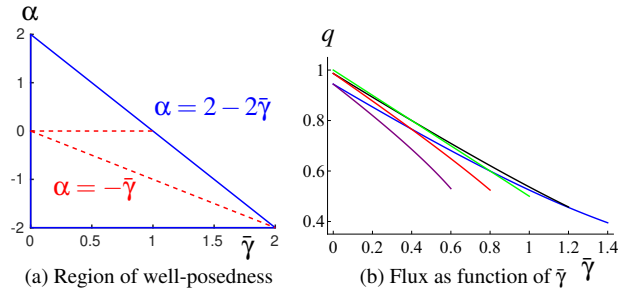 α
2
1
0
-1
-2
α = 2 − 2γ̄
α = −γ̄
0 0.5 1 1.5 2
γ̄
(a) Region of well-posedness
q
1
0.8
0.6
0.4
0 0.2 0.4 0.6 0.8 1 1.2 1.4
γ̄
(b) Flux as function of γ̄